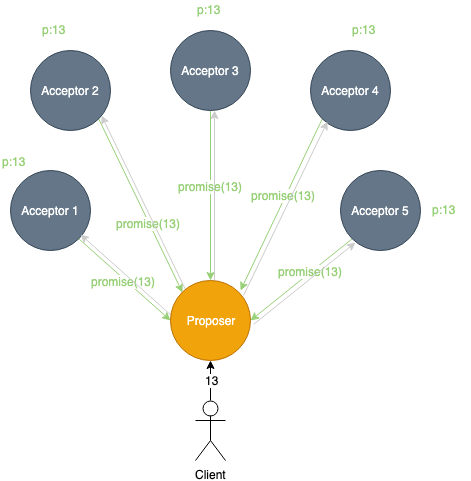 p:13
p:13
p:13
Acceptor 3
Acceptor 2
Acceptor 4
p:13
promise(13)
promise(13)
Acceptor 1
Acceptor 5
p:13
promise(13)
promise(13)
promise(13)
Proposer
13
Client